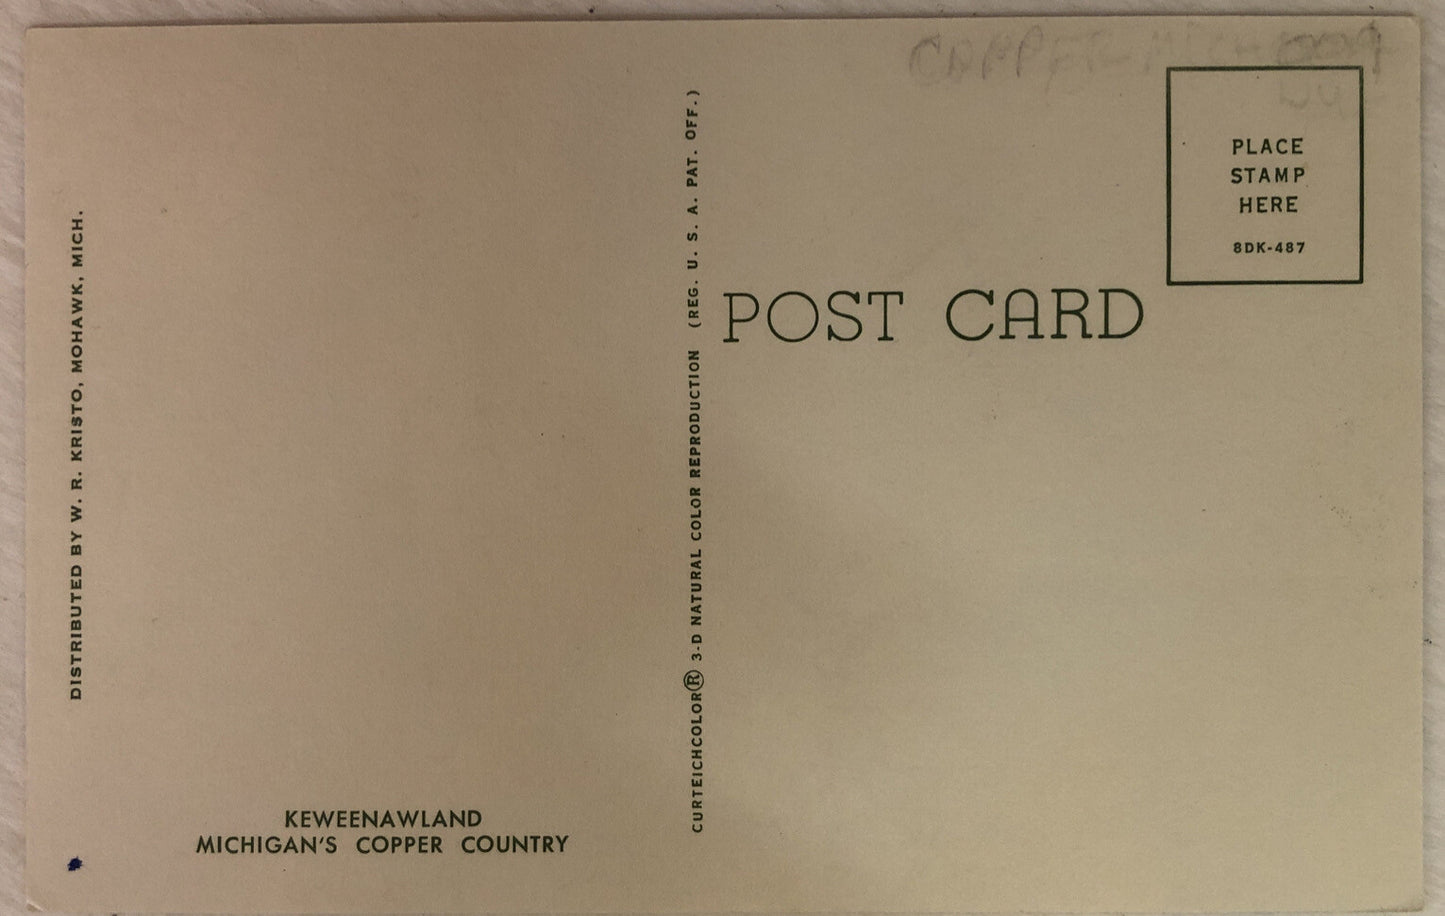 DISTRIBUTED BY W. R. KRISTO, MOHAWK, MICH.
KEWEENAWLAND
MICHIGAN'S COPPER COUNTRY
CURTEICHCOLOR® 3-D NATURAL COLOR REPRODUCTION (REG. U. S. A. PAT. OFF.)
POST CARD
PLACE
STAMP
HERE
8DK-487